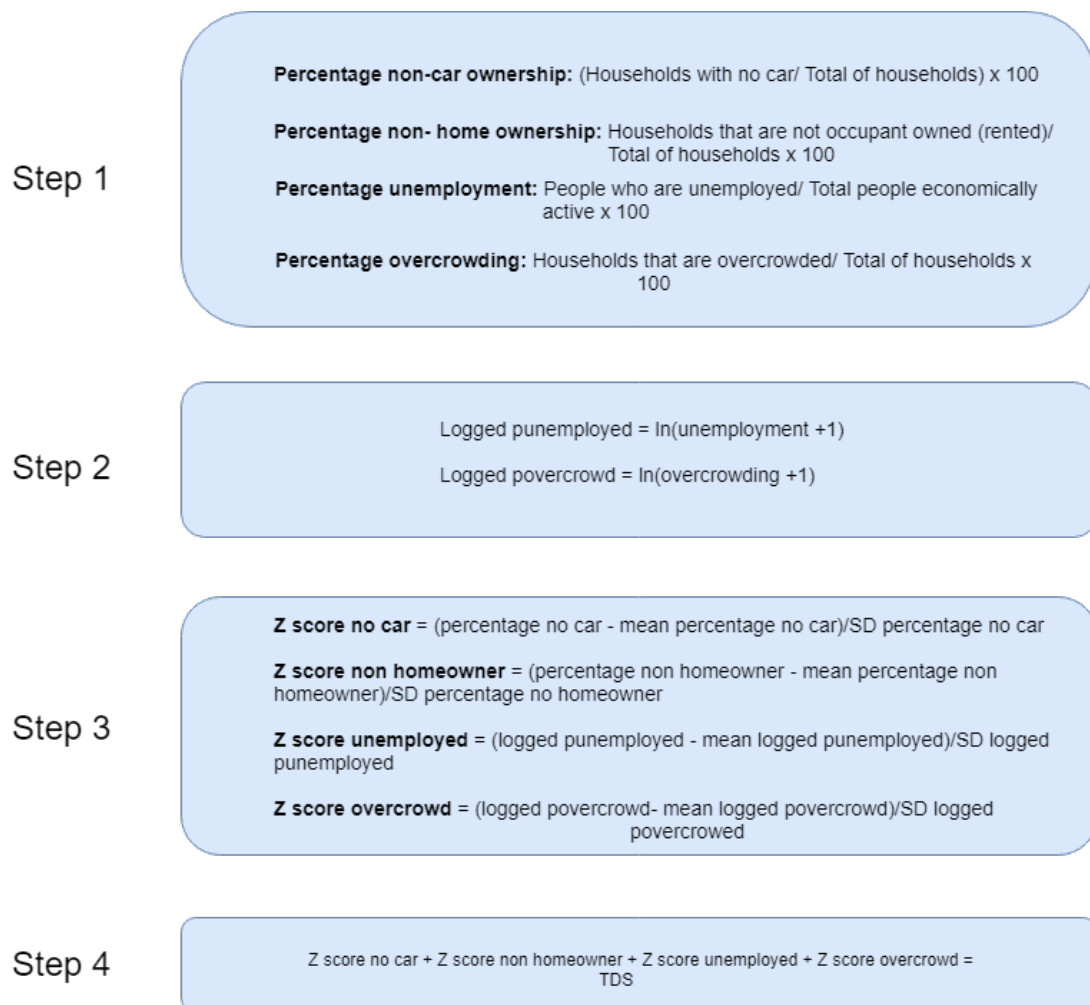 Step 1
Percentage non-car ownership: (Households with no car/ Total of households) x 100
Percentage non- home ownership: Households that are not occupant owned (rented)/
Total of households x 100
Percentage unemployment: People who are unemployed/ Total people economically
active x 100
Percentage overcrowding: Households that are overcrowded/ Total of households x
100
Step 2
Logged punemployed = ln(unemployment +1)
Logged povercrowd = ln(overcrowding +1)
Step 3
Z score no car = (percentage no car - mean percentage no car)/SD percentage no car
Z score non homeowner = (percentage non homeowner - mean percentage non
homeowner)/SD percentage no homeowner
Z score unemployed = (logged punemployed - mean logged punemployed)/SD logged
punemployed
Z score overcrowd = (logged povercrowd- mean logged povercrowd)/SD logged
povercrowed
Step 4
Z score no car + Z score non homeowner + Z score unemployed + Z score overcrowd =
TDS